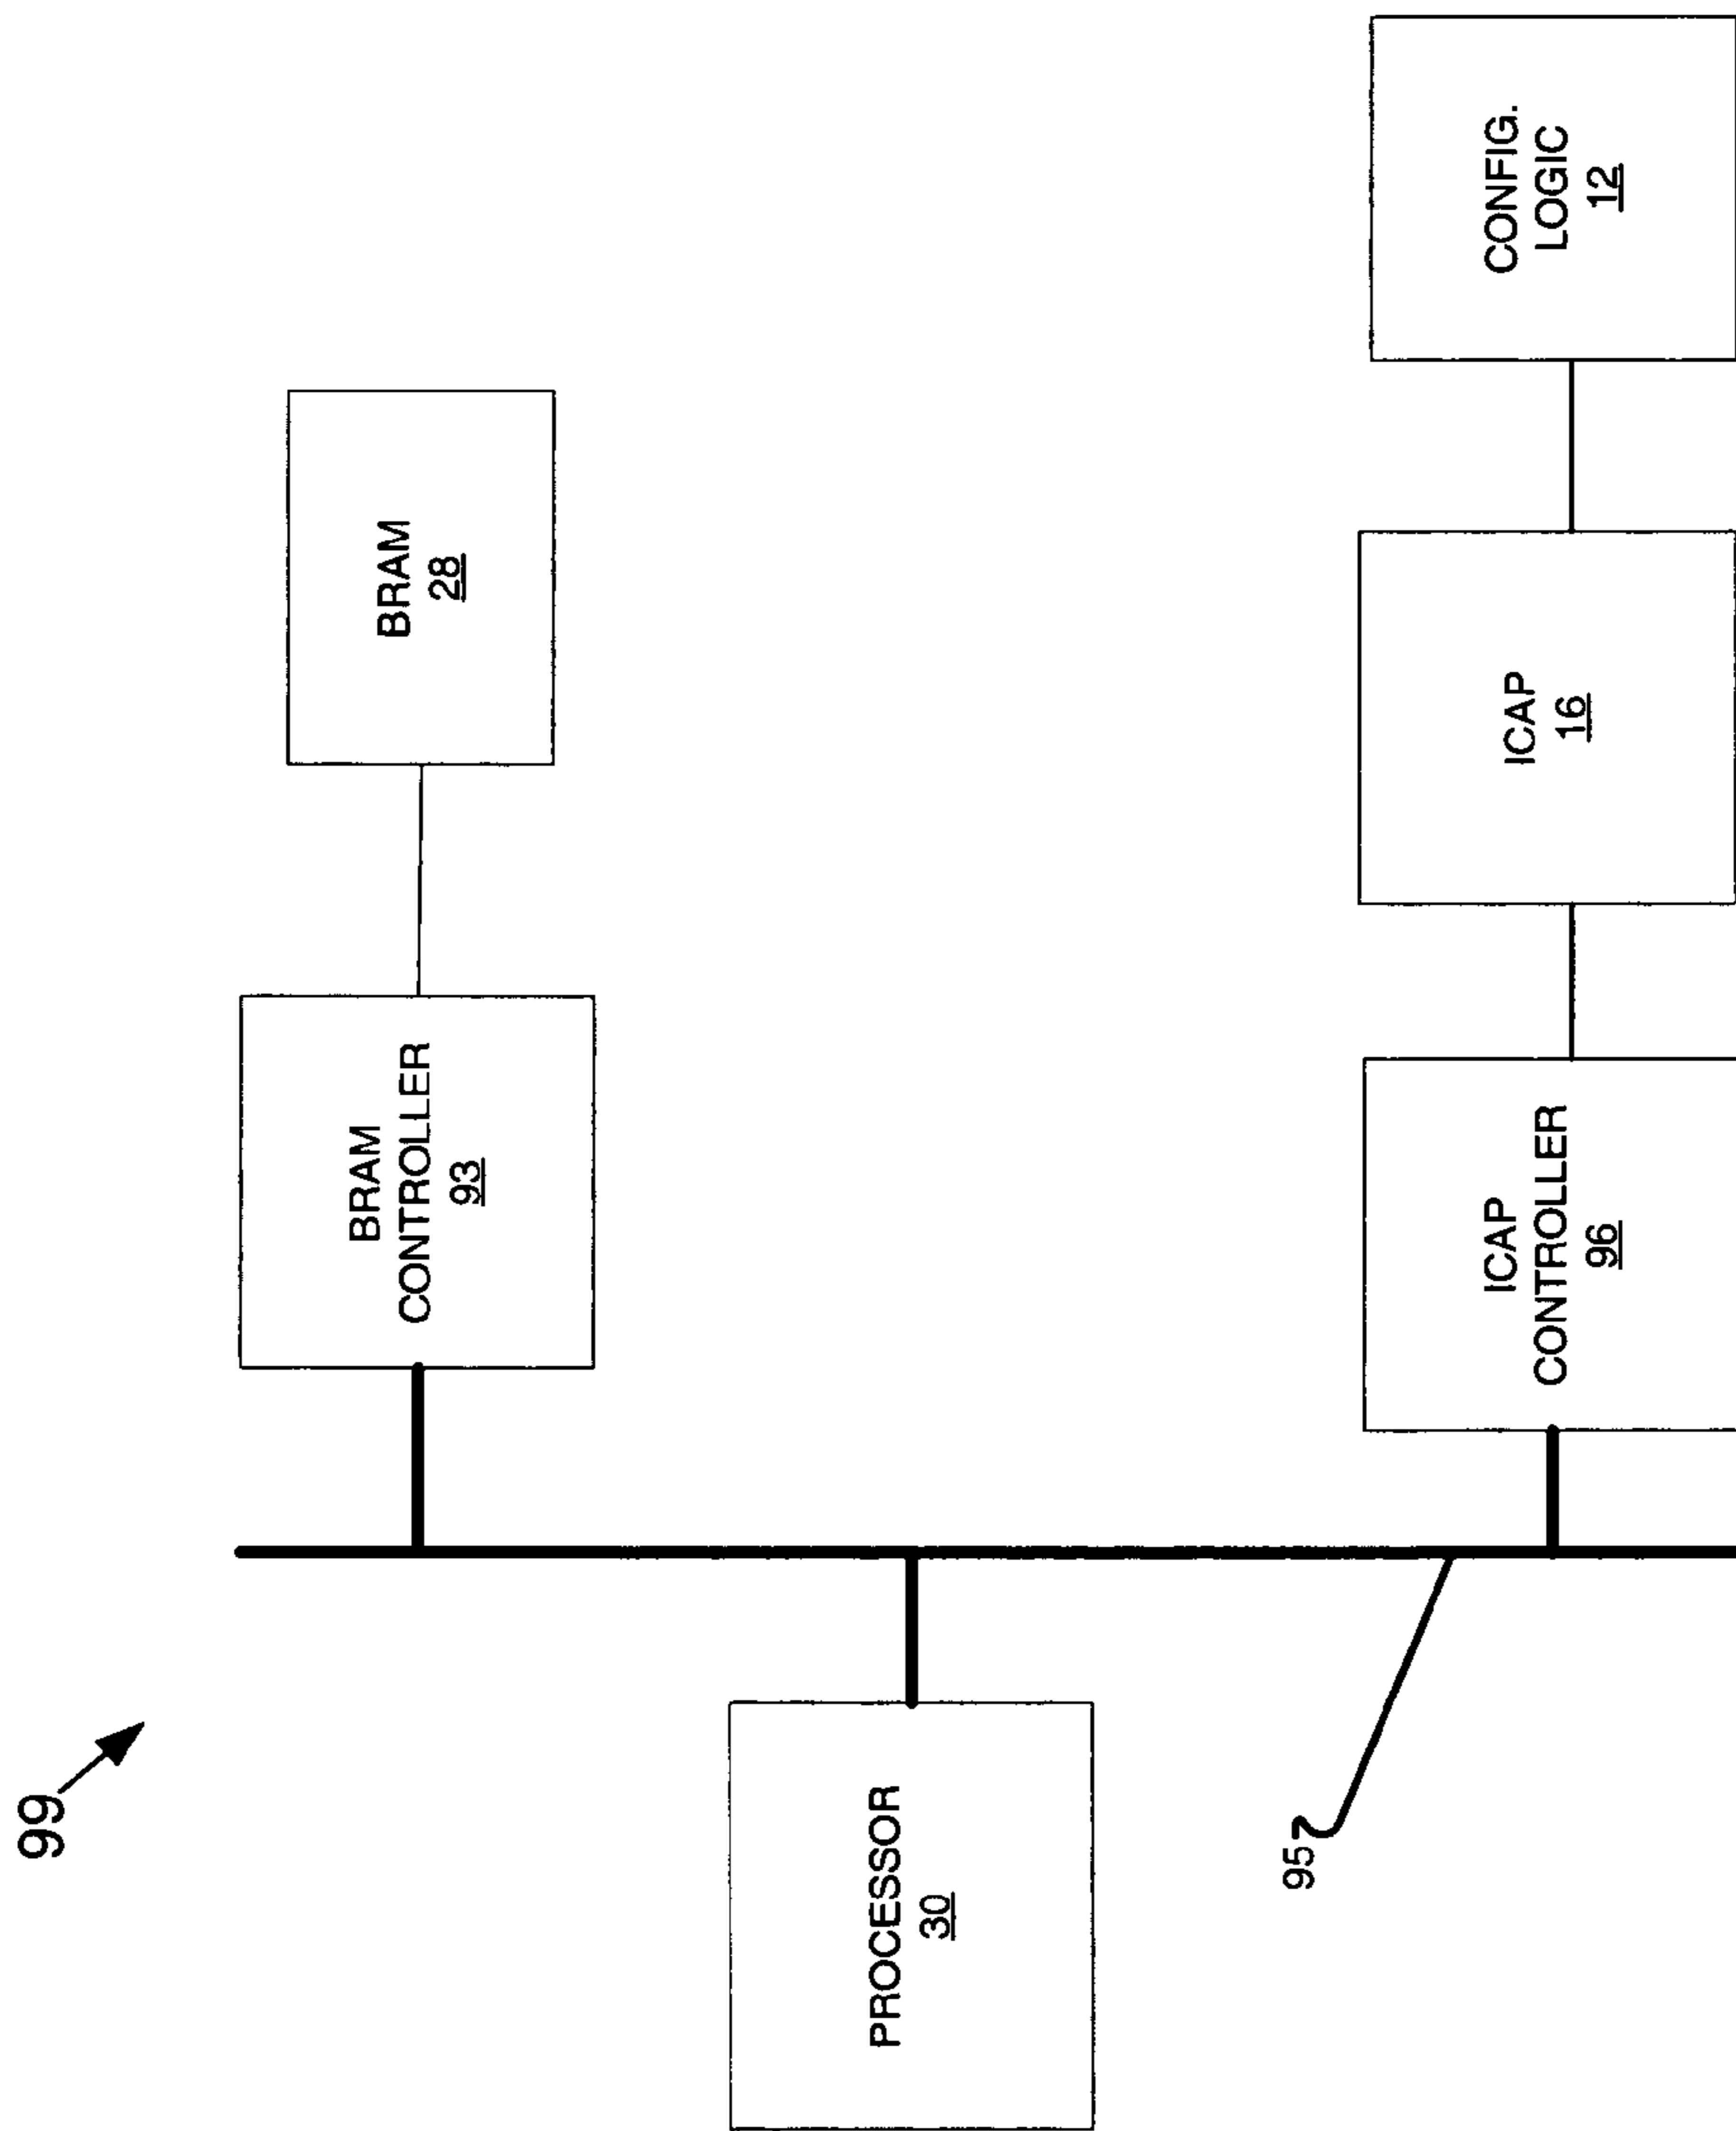 99
PROCESSOR
30
95
BRAM
CONTROLLER
93
BRAM
28
ICAP
CONTROLLER
96
ICAP
16
CONFIG.
LOGIC
12